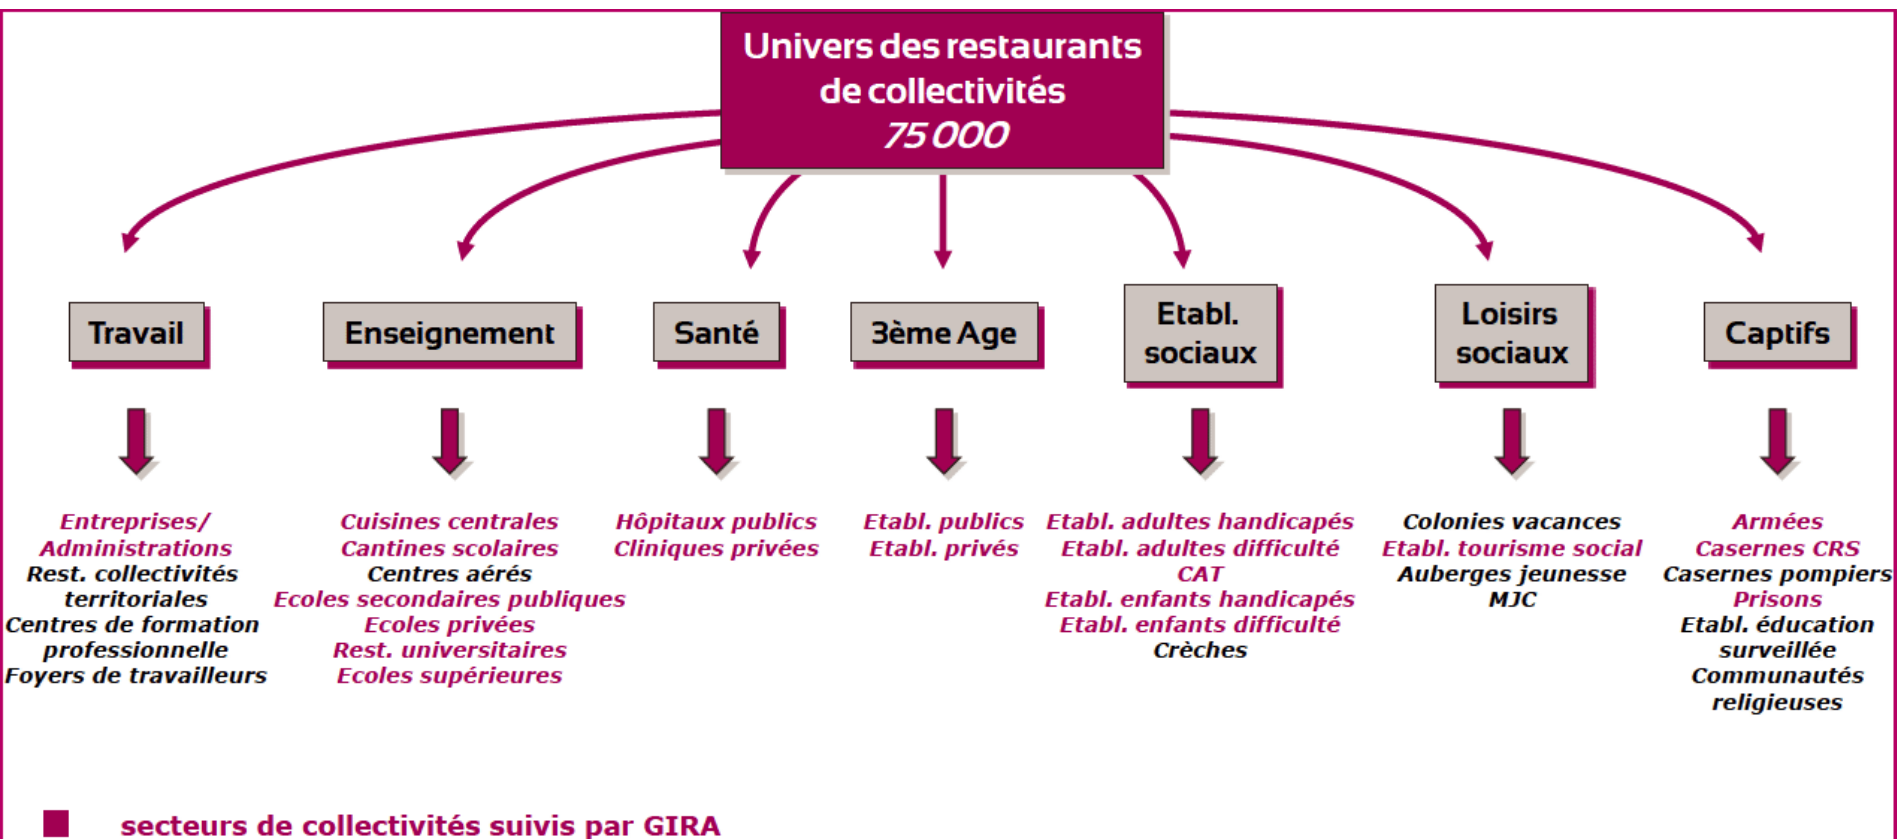 Univers des restaurants
de collectivités
75 000
Travail
Enseignement
Santé
3ème Age
Etabl.
sociaux
Loisirs
sociaux
Captifs
Entreprises/
Administrations
Rest. collectivités
territoriales
Centres de formation
professionnelle
Foyers de travailleurs
Cuisines centrales
Cantines scolaires
Centres aérés
Ecoles secondaires publiques
Ecoles privées
Rest. universitaires
Ecoles supérieures
Hôpitaux publics
Cliniques privées
Etabl. publics
Etabl. privés
Etabl. adultes handicapés
Etabl. adultes difficulté
CAT
Etabl. enfants handicapés
Etabl. enfants difficulté
Crèches
Colonies vacances
Etabl. tourisme social
Auberges jeunesse
MJC
Armées
Casernes CRS
Casernes pompiers
Prisons
Etabl. éducation
surveillée
Communautés
religieuses
secteurs de collectivités suivis par GIRA